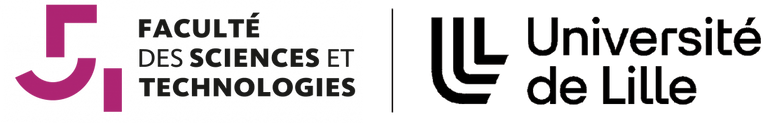 FACULTÉ
DES SCIENCES ET
TECHNOLOGIES
Université
de Lille